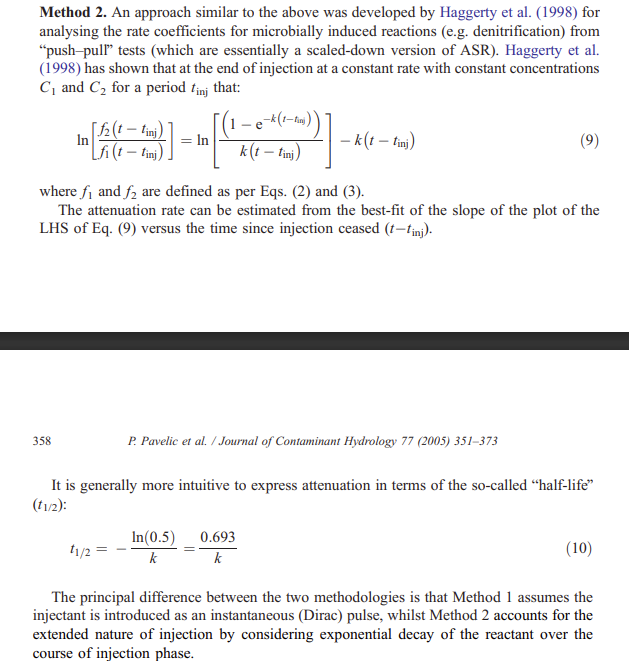 Method 2. An approach similar to the above was developed by Haggerty et al. (1998) for
analysing the rate coefficients for microbially induced reactions (e.g. denitrification) from
“push–pull” tests (which are essentially a scaled-down version of ASR). Haggerty et al.
(1998) has shown that at the end of injection at a constant rate with constant concentrations
C₁ and C₂ for a period t_inj that:
ln[f₂(t − t_inj) / f₁(t − t_inj)] = ln[(1 − e^(−k(t−t_inj))) / k(t − t_inj)] − k(t − t_inj) (9)
where f₁ and f₂ are defined as per Eqs. (2) and (3).
The attenuation rate can be estimated from the best-fit of the slope of the plot of the
LHS of Eq. (9) versus the time since injection ceased (t−t_inj).
358 P. Pavelic et al. / Journal of Contaminant Hydrology 77 (2005) 351–373
It is generally more intuitive to express attenuation in terms of the so-called “half-life”
(t_1/2):
t_1/2 = − ln(0.5) / k = 0.693 / k (10)
The principal difference between the two methodologies is that Method 1 assumes the
injectant is introduced as an instantaneous (Dirac) pulse, whilst Method 2 accounts for the
extended nature of injection by considering exponential decay of the reactant over the
course of injection phase.